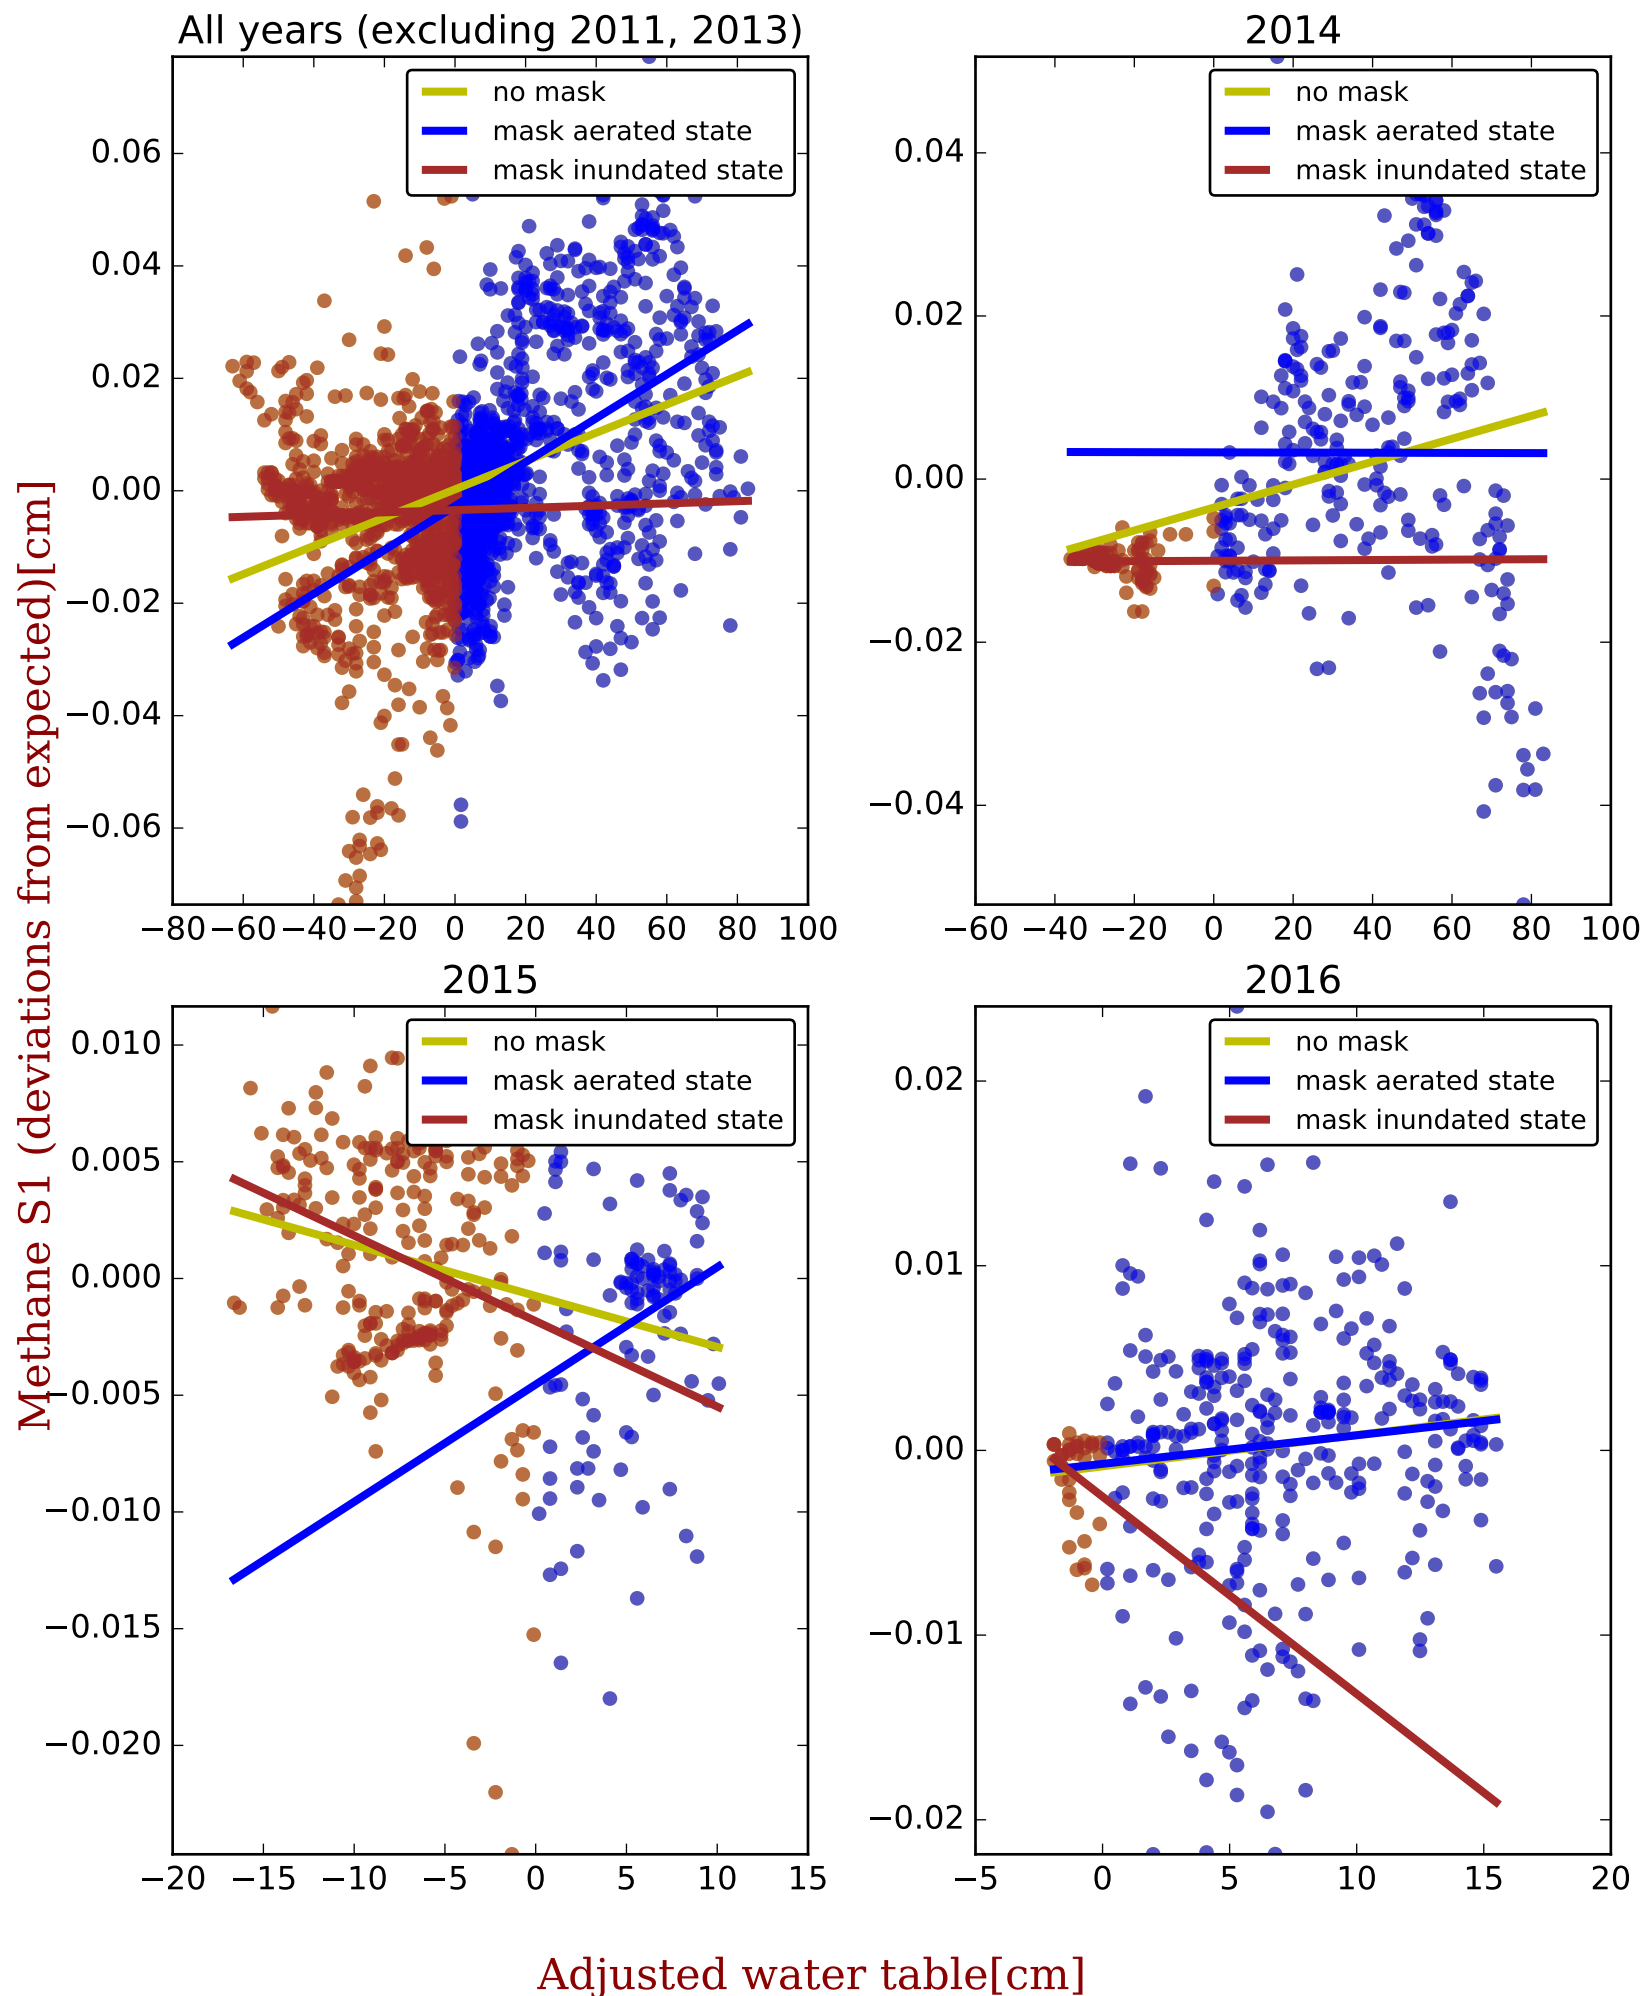 All years (excluding 2011, 2013)
no mask
mask aerated state
mask inundated state
0.06
0.04
0.02
0.00
−0.02
−0.04
−0.06
−80 −60 −40 −20 0 20 40 60 80 100
2014
no mask
mask aerated state
mask inundated state
0.04
0.02
0.00
−0.02
−0.04
−60 −40 −20 0 20 40 60 80 100
Methane S1 (deviations from expected)[cm]
2015
no mask
mask aerated state
mask inundated state
0.010
0.005
0.000
−0.005
−0.010
−0.015
−0.020
−20 −15 −10 −5 0 5 10 15
2016
no mask
mask aerated state
mask inundated state
0.02
0.01
0.00
−0.01
−0.02
−5 0 5 10 15 20
Adjusted water table[cm]